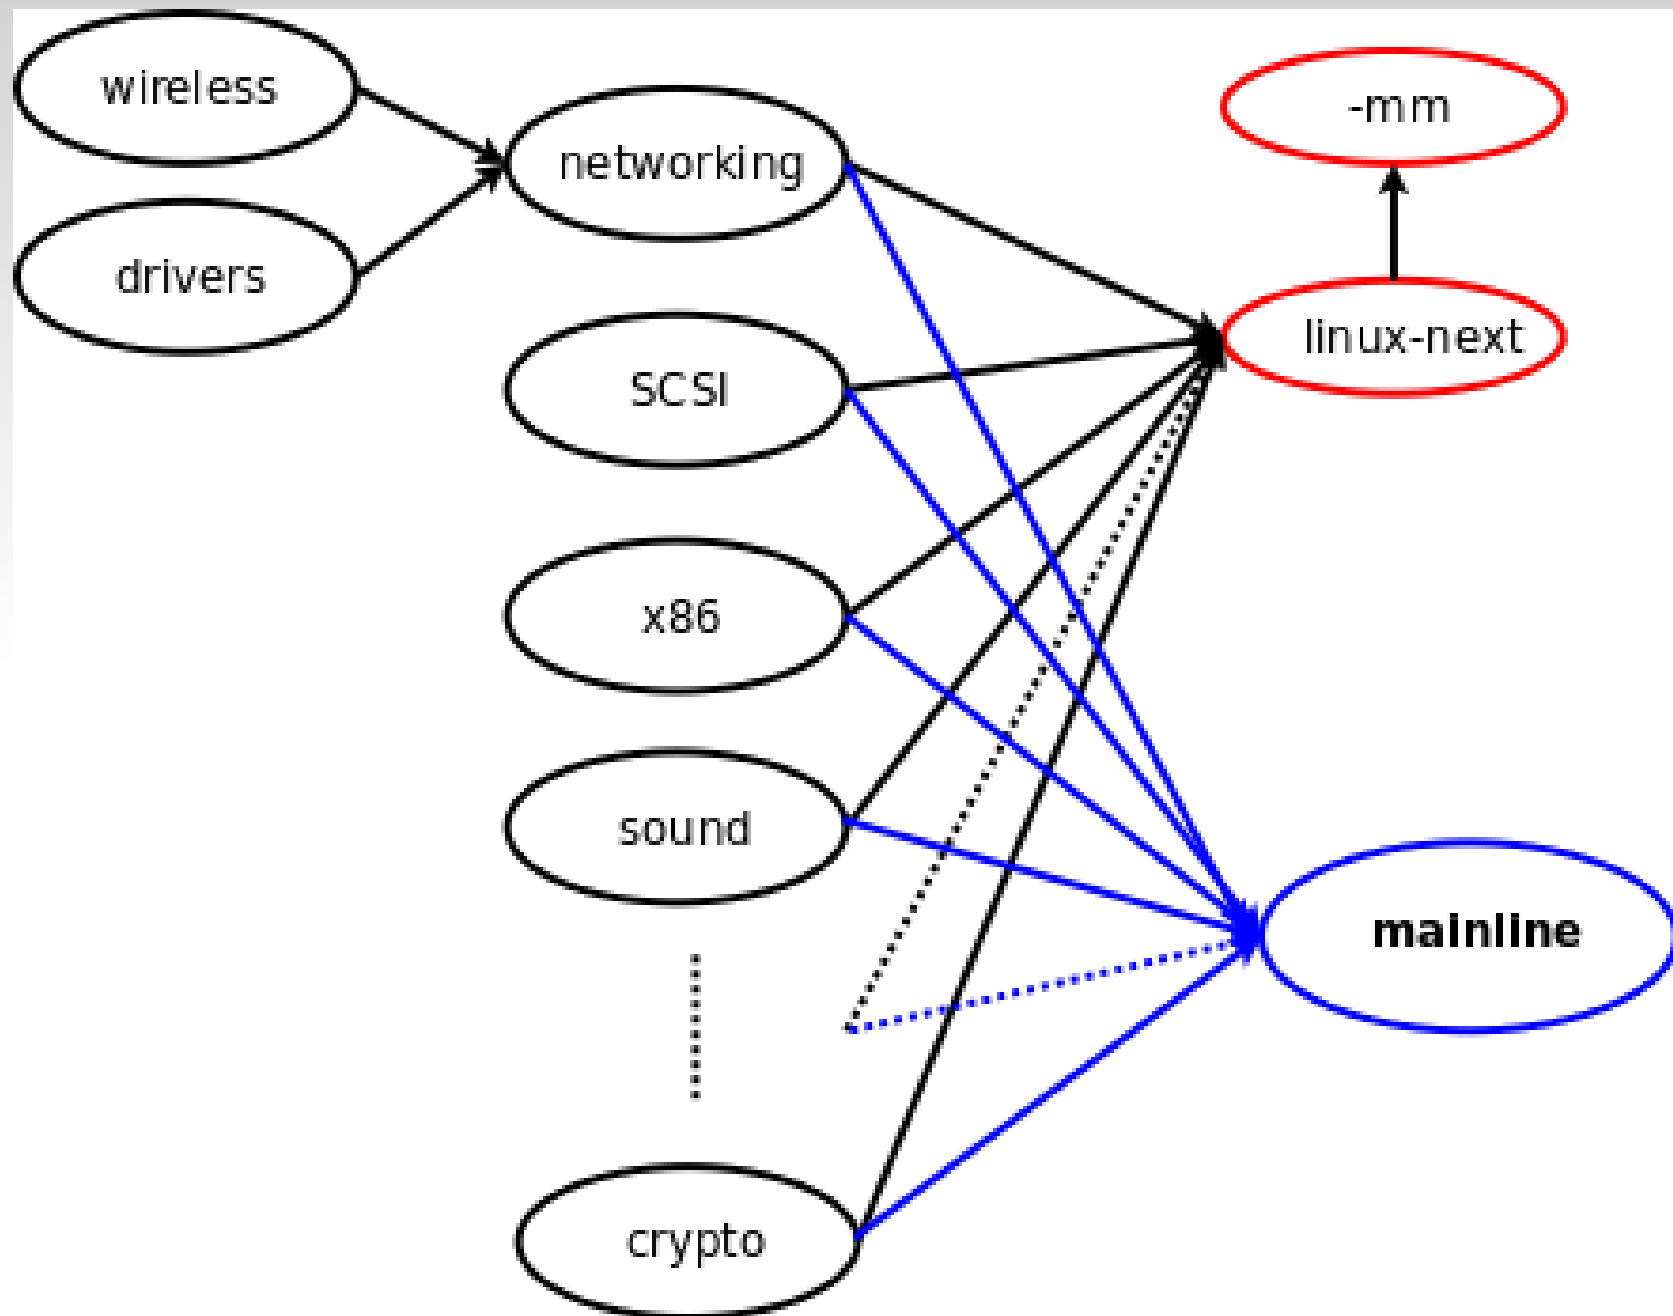 wireless
drivers
networking
SCSI
x86
sound
crypto
-mm
linux-next
mainline